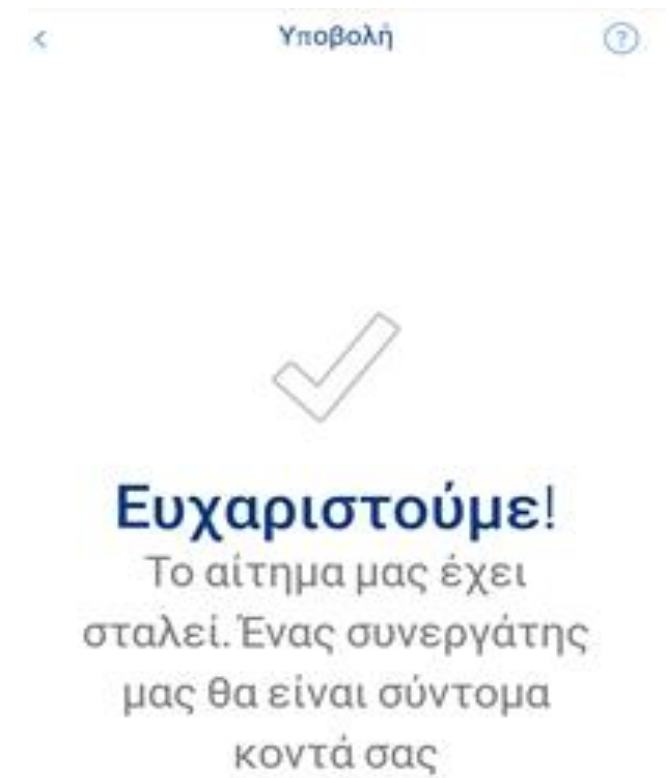 Υποβολή
Ευχαριστούμε!
Το αίτημα μας έχει
σταλεί. Ένας συνεργάτης
μας θα είναι σύντομα
κοντά σας